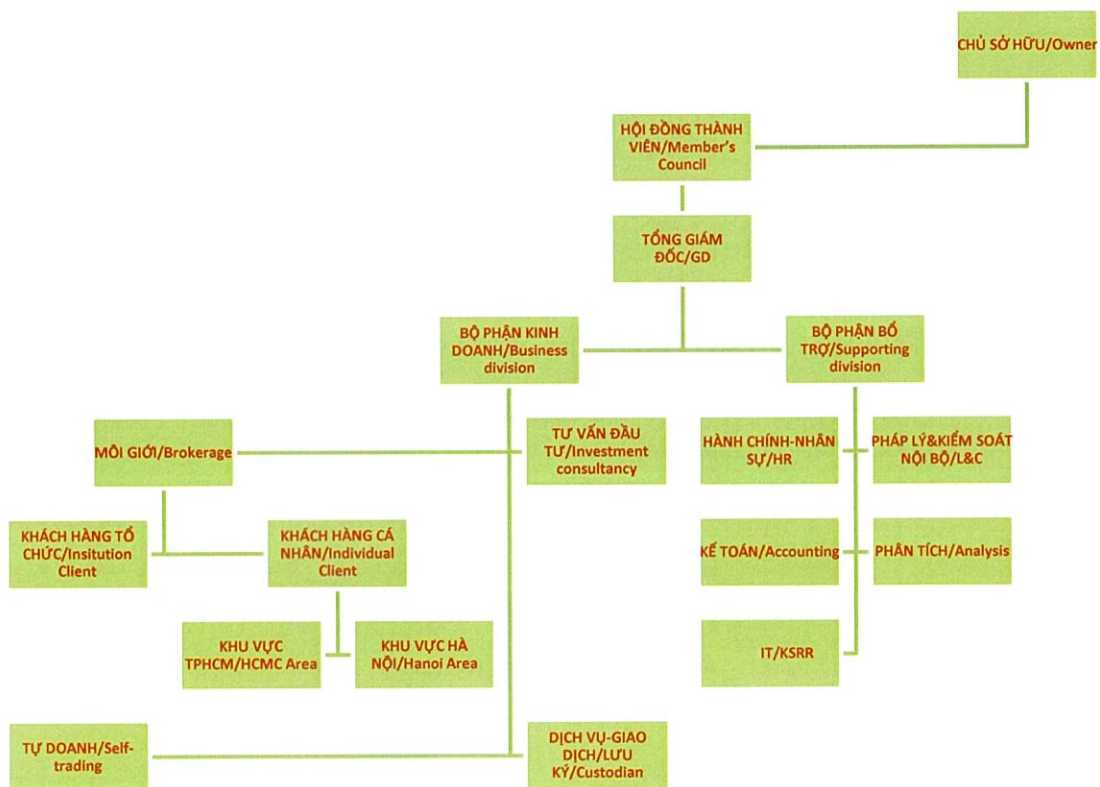 CHỦ SỞ HỮU/Owner
HỘI ĐỒNG THÀNH
VIÊN/Member's
Council
TỔNG GIÁM
ĐỐC/GD
BỘ PHẬN KINH
DOANH/Business
division
BỘ PHẬN BỔ
TRỢ/Supporting
division
MÔI GIỚI/Brokerage
TƯ VẤN ĐẦU
TƯ/Investment
consultancy
HÀNH CHÍNH-NHÂN
SỰ/HR
PHÁP LÝ&KIỂM SOÁT
NỘI BỘ/L&C
KHÁCH HÀNG TỔ
CHỨC/Insitution
Client
KHÁCH HÀNG CÁ
NHÂN/Individual
Client
KẾ TOÁN/Accounting
PHÂN TÍCH/Analysis
KHU VỰC
TPHCM/HCMC Area
KHU VỰC HÀ
NỘI/Hanoi Area
IT/KSRR
TỰ DOANH/Self-
trading
DỊCH VỤ-GIAO
DỊCH/LƯU
KÝ/Custodian